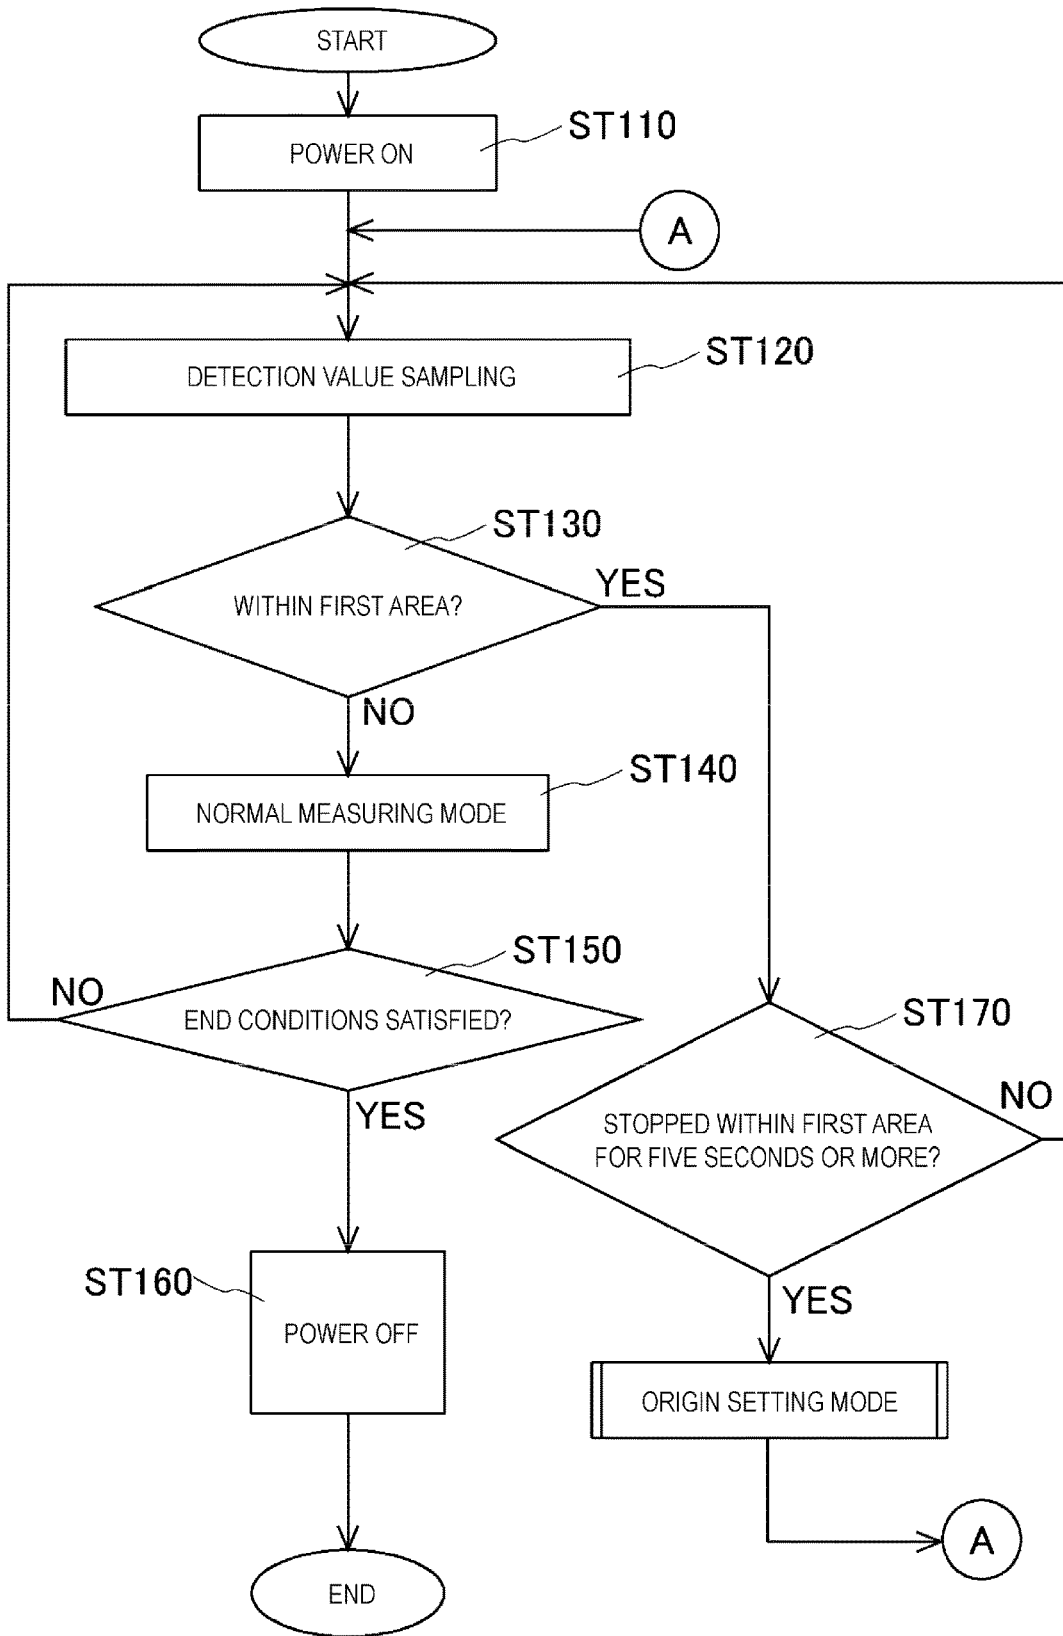 START
ST110
POWER ON
A
ST120
DETECTION VALUE SAMPLING
ST130
YES
WITHIN FIRST AREA?
NO
ST140
NORMAL MEASURING MODE
ST150
NO
END CONDITIONS SATISFIED?
ST170
YES
NO
STOPPED WITHIN FIRST AREA
FOR FIVE SECONDS OR MORE?
ST160
YES
POWER OFF
ORIGIN SETTING MODE
A
END